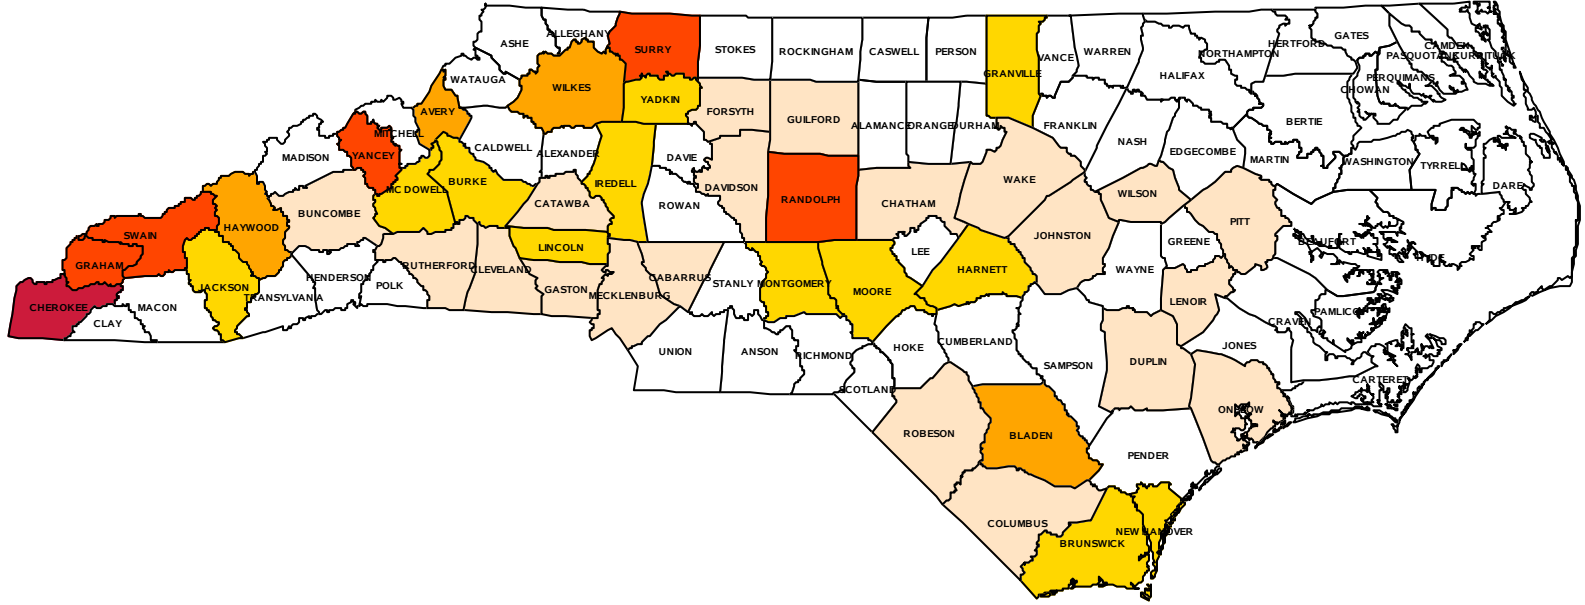 ALLEGHANY
ASHE
SURRY
STOKES
ROCKINGHAM
CASWELL
PERSON
GRANVILLE
VANCE
WARREN
NORTHAMPTON
HERTFORD
GATES
CAMDEN
PASQUOTANK
CURRITUCK
WATAUGA
WILKES
YADKIN
HALIFAX
PERQUIMANS
CHOWAN
AVERY
FORSYTH
GUILFORD
ALAMANCE
ORANGE
DURHAM
FRANKLIN
BERTIE
MITCHELL
CALDWELL
ALEXANDER
DAVIE
NASH
EDGECOMBE
MARTIN
WASHINGTON
TYRRELL
DARE
MADISON
YANCEY
MC DOWELL
BURKE
IREDELL
DAVIDSON
RANDOLPH
CHATHAM
WAKE
WILSON
PITT
BUNCOMBE
CATAWBA
ROWAN
SWAIN
HAYWOOD
LINCOLN
LEE
JOHNSTON
GREENE
BEAUFORT
HYDE
GRAHAM
JACKSON
TRANSYLVANIA
HENDERSON
POLK
RUTHERFORD
CLEVELAND
GASTON
MECKLENBURG
CABARRUS
STANLY
MONTGOMERY
MOORE
HARNETT
WAYNE
LENOIR
CRAVEN
PAMLICO
CHEROKEE
CLAY
MACON
UNION
ANSON
RICHMOND
SCOTLAND
HOKE
CUMBERLAND
SAMPSON
DUPLIN
JONES
CARTERET
ROBESON
BLADEN
PENDER
ONSLOW
COLUMBUS
BRUNSWICK
NEW HANOVER